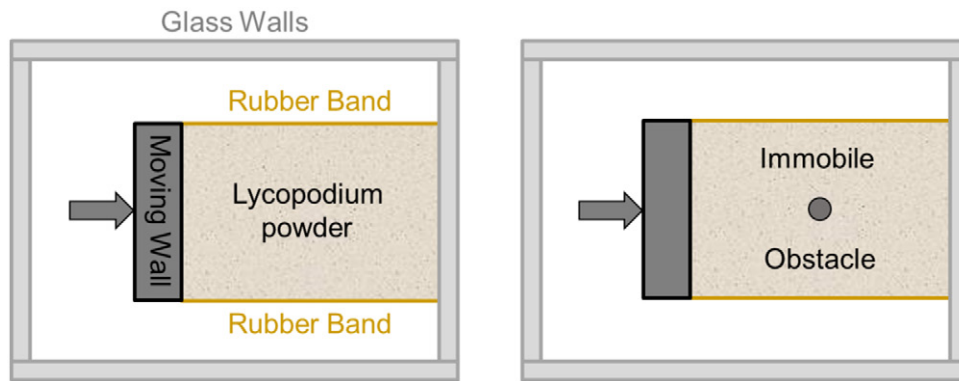 Glass Walls
Rubber Band
Moving Wall
Lycopodium
powder
Rubber Band
Immobile
Obstacle